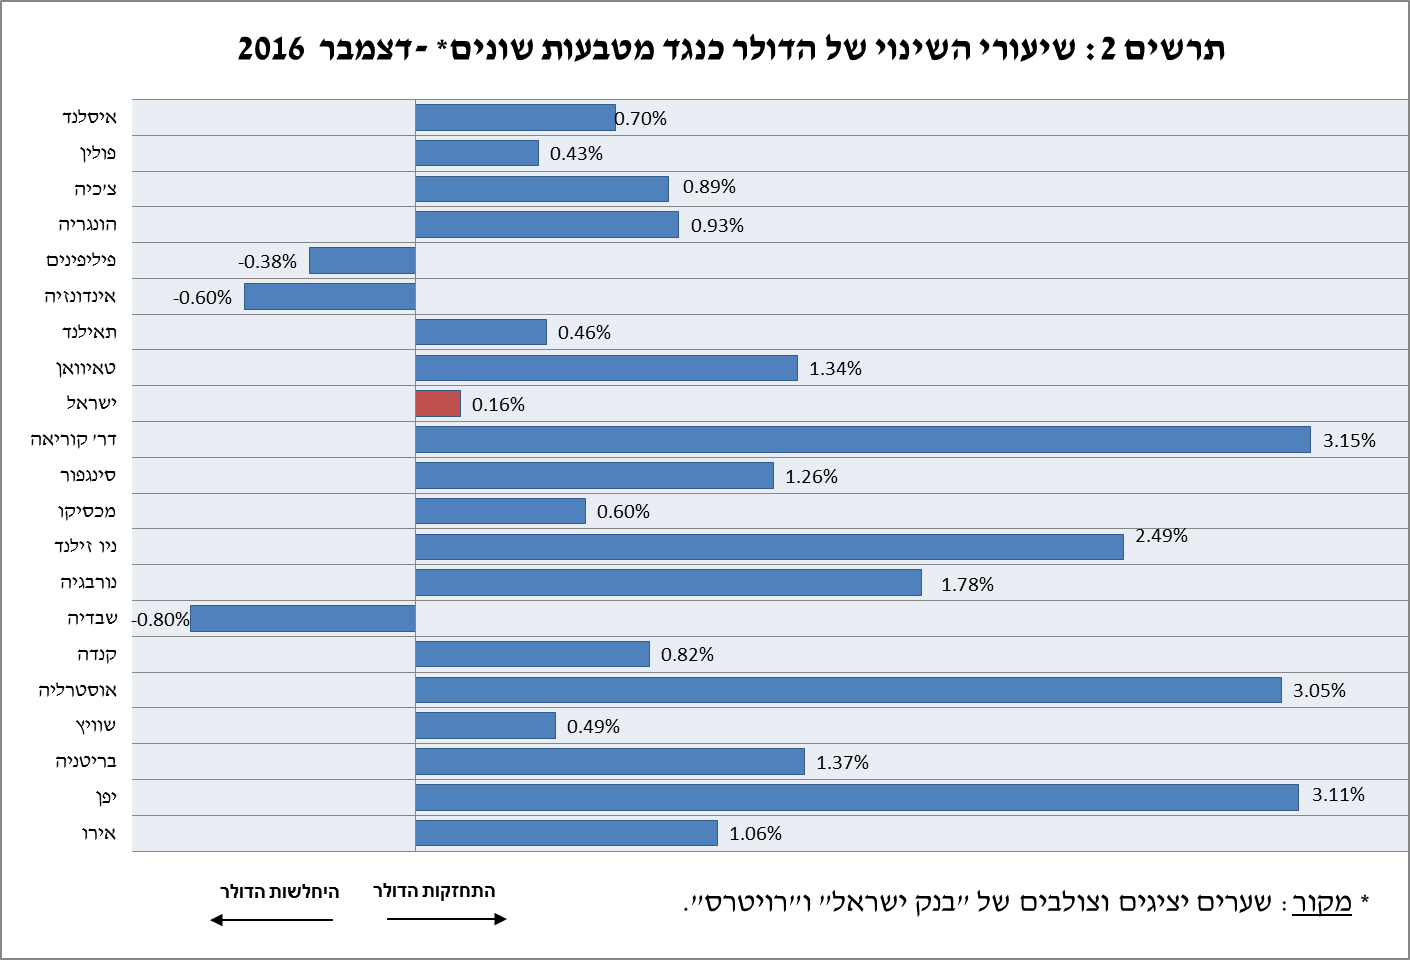 תרשים 2: שיעורי השינוי של הדולר כנגד מטבעות שונים* -דצמבר 2016
איסלנד 0.70%
פולין 0.43%
צ'כיה 0.89%
הונגריה 0.93%
פיליפינים -0.38%
אינדונזיה -0.60%
תאילנד 0.46%
טאיוואן 1.34%
ישראל 0.16%
דר' קוריאה 3.15%
סינגפור 1.26%
מכסיקו 0.60%
ניו זילנד 2.49%
נורבגיה 1.78%
שבדיה -0.80%
קנדה 0.82%
אוסטרליה 3.05%
שוויץ 0.49%
בריטניה 1.37%
יפן 3.11%
אירו 1.06%
התחזקות הדולר
היחלשות הדולר
* מקור: שערים יציגים וצולבים של "בנק ישראל" ו"רויטרס".